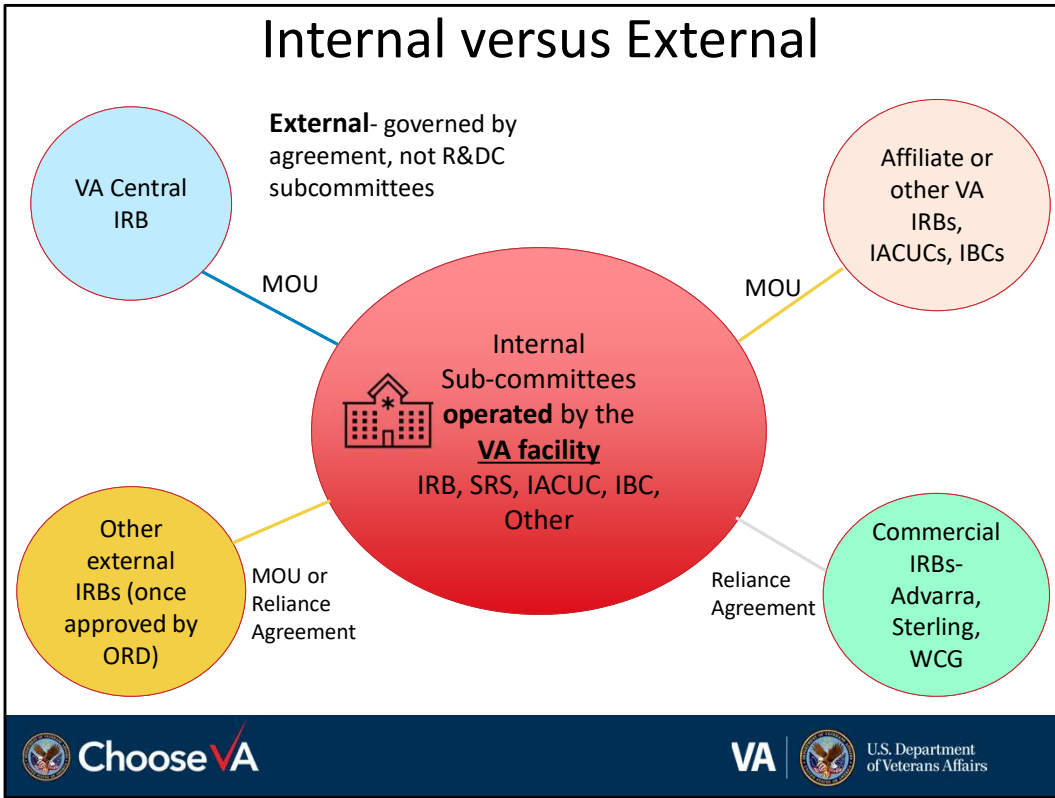 Internal versus External
External- governed by
agreement, not R&DC
subcommittees
VA Central
IRB
MOU
Affiliate or
other VA
IRBs,
IACUCs, IBCs
MOU
Internal
Sub-committees
operated by the
VA facility
IRB, SRS, IACUC, IBC,
Other
Other
external
IRBs (once
approved by
ORD)
MOU or
Reliance
Agreement
Reliance
Agreement
Commercial
IRBs-
Advarra,
Sterling,
WCG
Choose VA
VA
U.S. Department
of Veterans Affairs